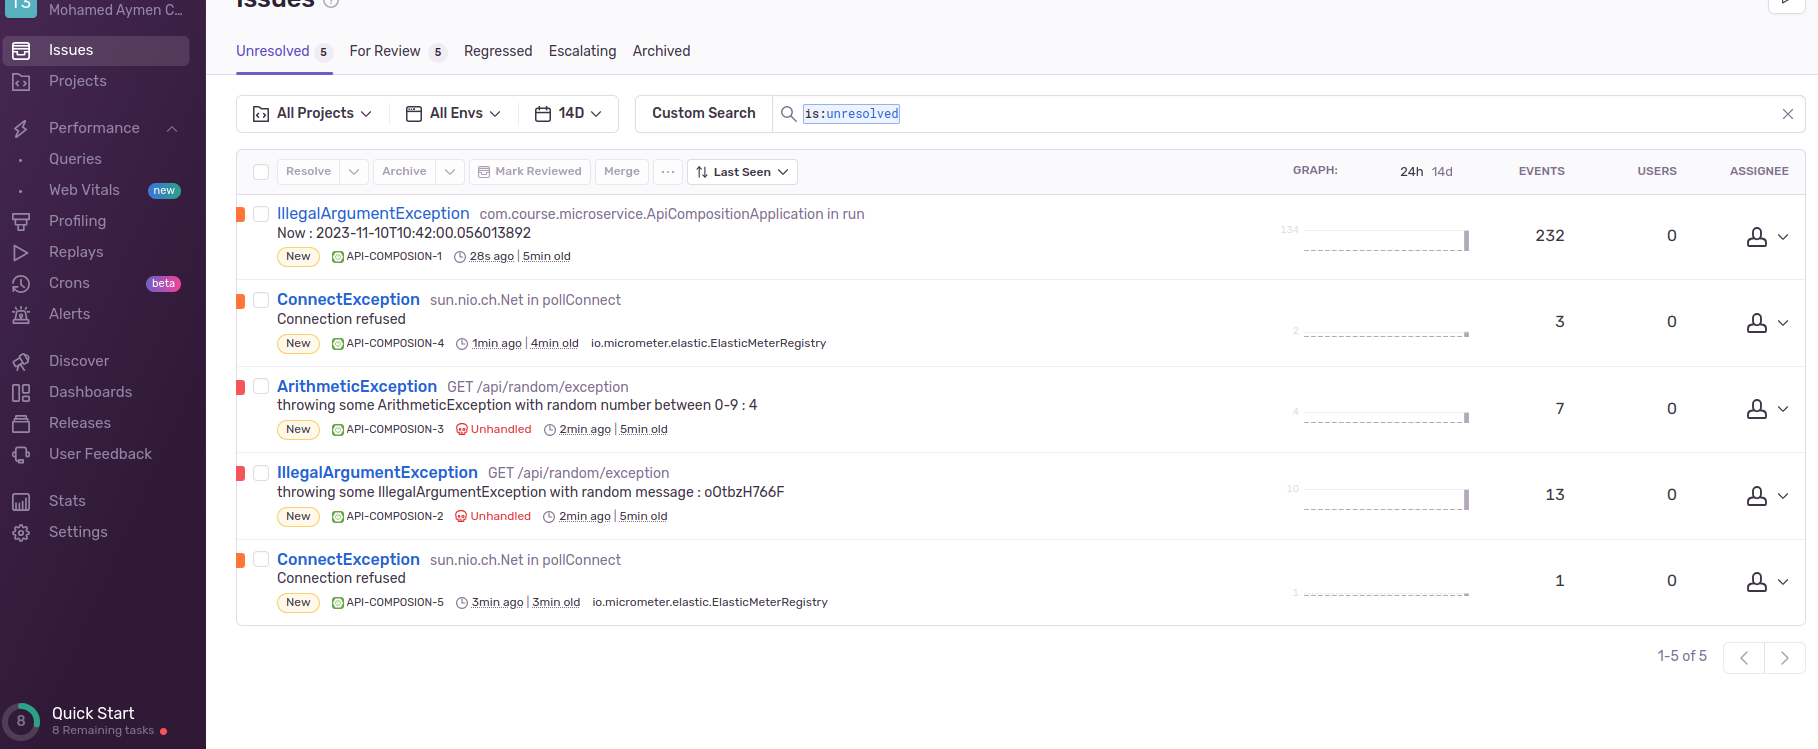 T3
Mohamed Aymen C...
Issues
Projects
Performance
Queries
Web Vitals new
Profiling
Replays
Crons beta
Alerts
Discover
Dashboards
Releases
User Feedback
Stats
Settings
8
Quick Start
8 Remaining tasks
Issues ?
Unresolved 5 For Review 5 Regressed Escalating Archived
All Projects All Envs 14D Custom Search is:unresolved
Resolve Archive Mark Reviewed Merge ... Last Seen GRAPH: 24h 14d EVENTS USERS ASSIGNEE
IllegalArgumentException com.course.microservice.ApiCompositionApplication in run
Now : 2023-11-10T10:42:00.056013892
New API-COMPOSION-1 28s ago | 5min old
134 232 0
ConnectException sun.nio.ch.Net in pollConnect
Connection refused
New API-COMPOSION-4 1min ago | 4min old io.micrometer.elastic.ElasticMeterRegistry
2 3 0
ArithmeticException GET /api/random/exception
throwing some ArithmeticException with random number between 0-9 : 4
New API-COMPOSION-3 Unhandled 2min ago | 5min old
4 7 0
IllegalArgumentException GET /api/random/exception
throwing some IllegalArgumentException with random message : oOtbzH766F
New API-COMPOSION-2 Unhandled 2min ago | 5min old
10 13 0
ConnectException sun.nio.ch.Net in pollConnect
Connection refused
New API-COMPOSION-5 3min ago | 3min old io.micrometer.elastic.ElasticMeterRegistry
1 1 0
1-5 of 5